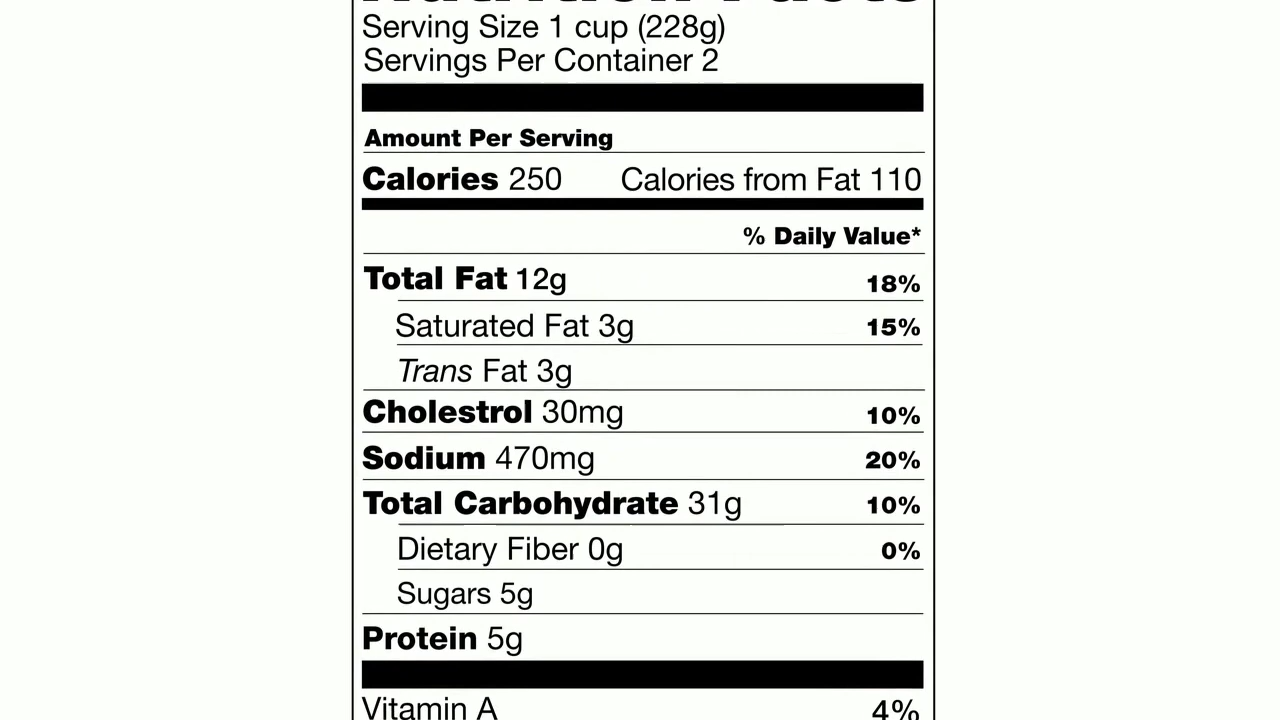 Nutrition Facts
Serving Size 1 cup (228g)
Servings Per Container 2
Amount Per Serving
Calories 250 Calories from Fat 110
% Daily Value*
Total Fat 12g 18%
Saturated Fat 3g 15%
Trans Fat 3g
Cholestrol 30mg 10%
Sodium 470mg 20%
Total Carbohydrate 31g 10%
Dietary Fiber 0g 0%
Sugars 5g
Protein 5g
Vitamin A 4%